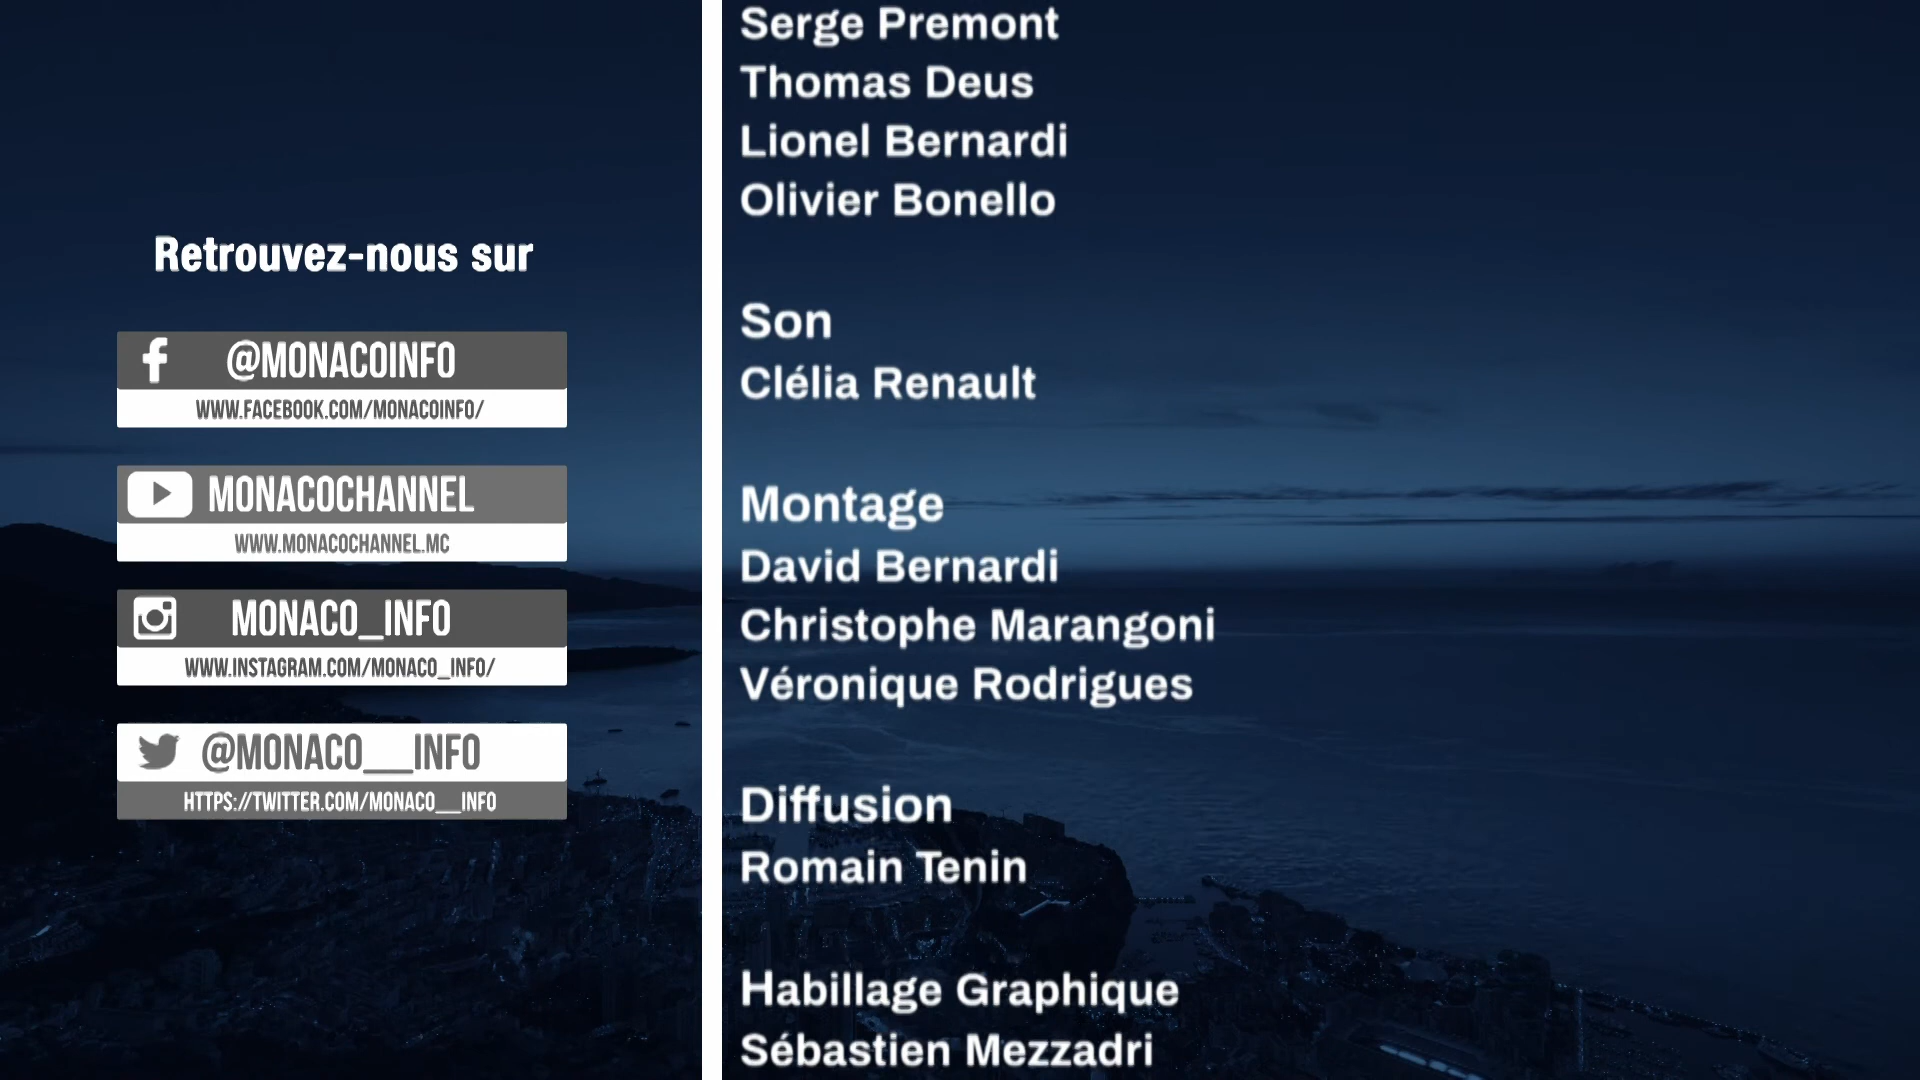 Retrouvez-nous sur
@MONACOINFO
WWW.FACEBOOK.COM/MONACOINFO/
MONACOCHANNEL
WWW.MONACOCHANNEL.MC
MONACO_INFO
WWW.INSTAGRAM.COM/MONACO_INFO/
@MONACO__INFO
HTTPS://TWITTER.COM/MONACO__INFO
Serge Premont
Thomas Deus
Lionel Bernardi
Olivier Bonello
Son
Clélia Renault
Montage
David Bernardi
Christophe Marangoni
Véronique Rodrigues
Diffusion
Romain Tenin
Habillage Graphique
Sébastien Mezzadri